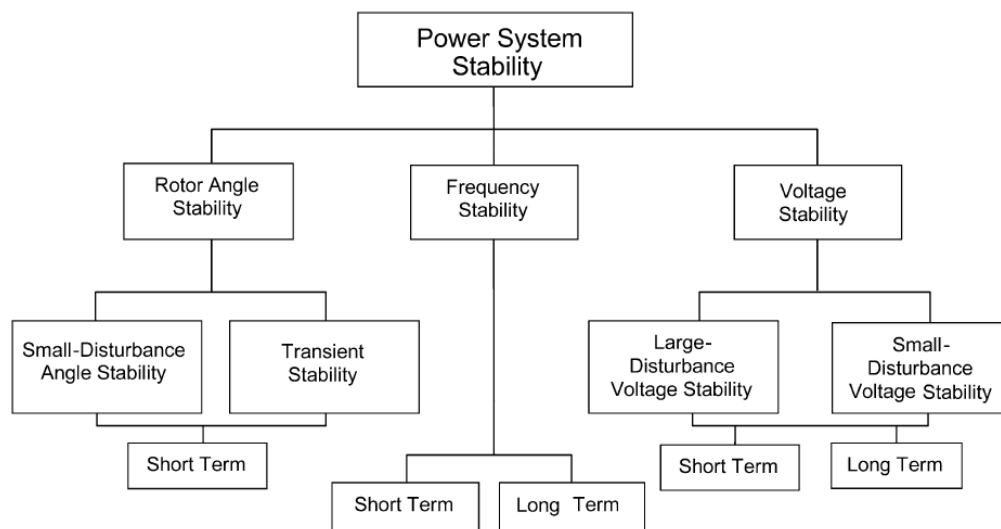 Power System
Stability
Rotor Angle
Stability
Frequency
Stability
Voltage
Stability
Small-Disturbance
Angle Stability
Transient
Stability
Large-
Disturbance
Voltage Stability
Small-
Disturbance
Voltage Stability
Short Term
Short Term
Long Term
Short Term
Long Term